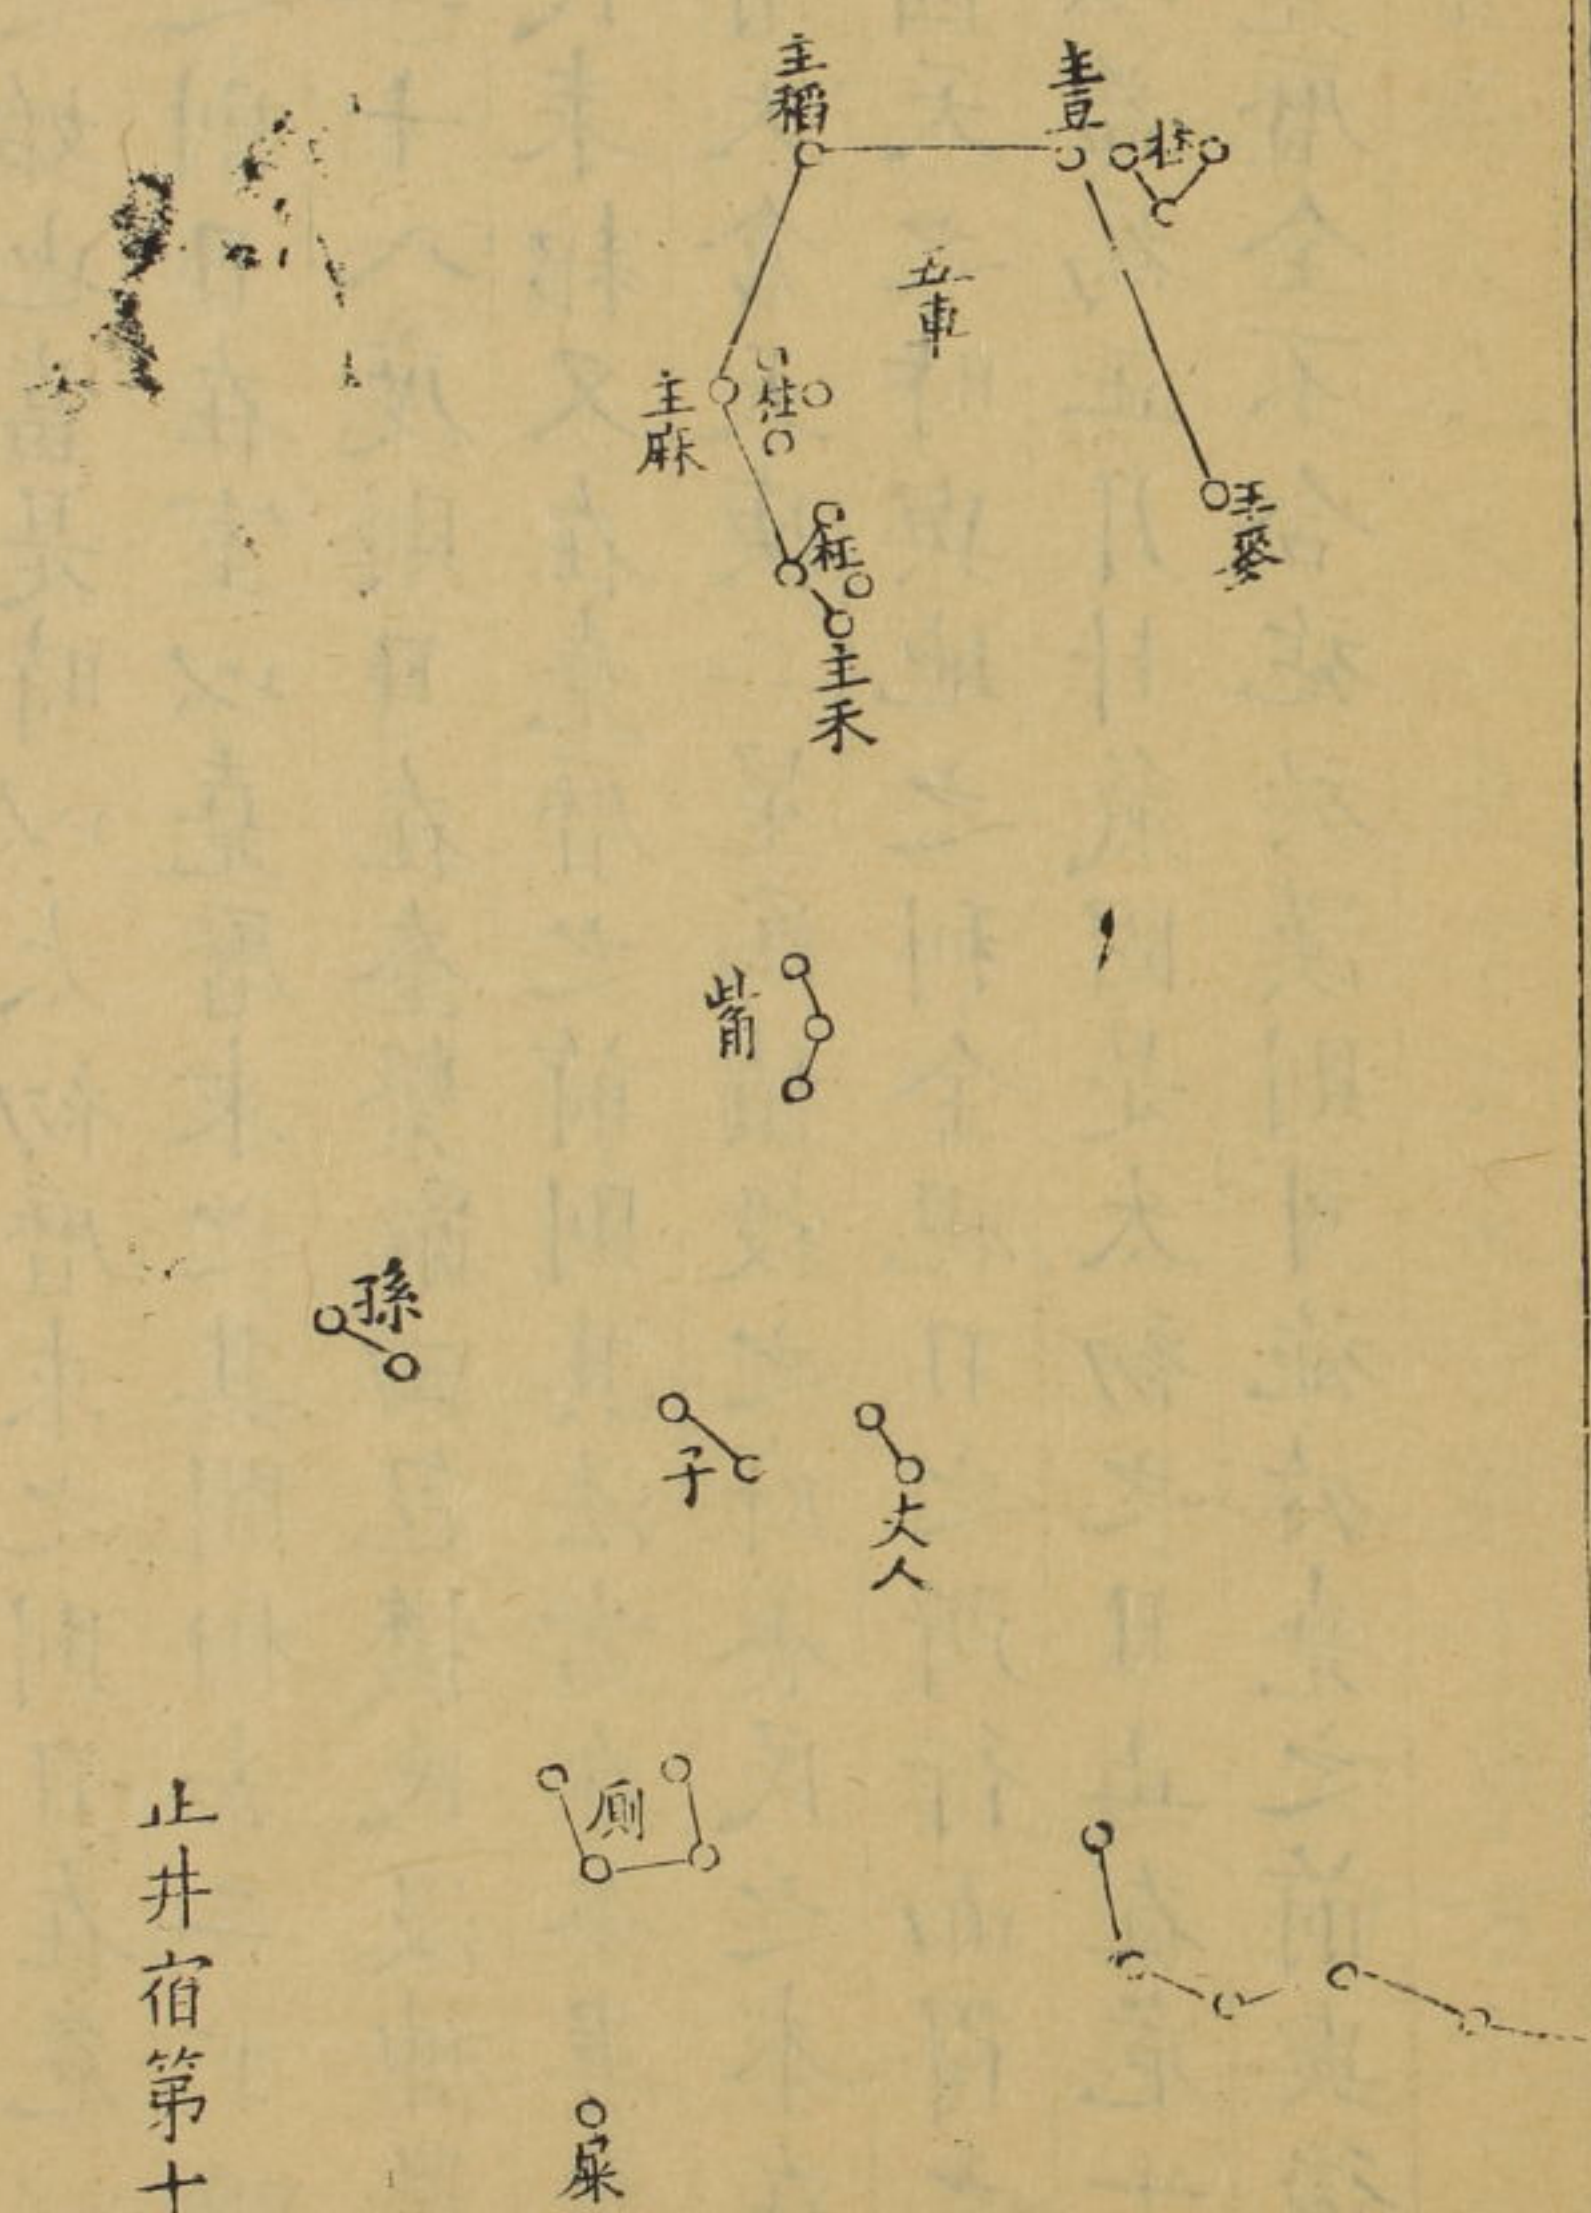 主豆
柱
主稻
五車
主麻
柱
柱
主麥
主禾
觜
孫
子
丈人
廁
屎
止井宿第十